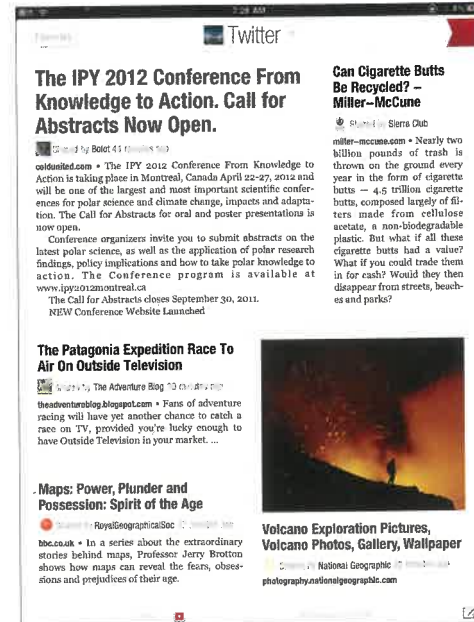 7:28 AM
Twitter
The IPY 2012 Conference From
Knowledge to Action. Call for
Abstracts Now Open.
by Bolot 41
coldunited.com • The IPY 2012 Conference From Knowledge to
Action is taking place in Montreal, Canada April 22-27, 2012 and
will be one of the largest and most important scientific confer-
ences for polar science and climate change, impacts and adapta-
tion. The Call for Abstracts for oral and poster presentations is
now open.
Conference organizers invite you to submit abstracts on the
latest polar science, as well as the application of polar research
findings, policy implications and how to take polar knowledge to
action. The Conference program is available at
www.ipy2012montreal.ca
The Call for Abstracts closes September 30, 2011.
NEW Conference Website Launched
Can Cigarette Butts
Be Recycled? –
Miller–McCune
Sierra Club
miller-mccune.com • Nearly two
billion pounds of trash is
thrown on the ground every
year in the form of cigarette
butts — 4.5 trillion cigarette
butts, composed largely of fil-
ters made from cellulose
acetate, a non-biodegradable
plastic. But what if all these
cigarette butts had a value?
What if you could trade them
in for cash? Would they then
disappear from streets, beach-
es and parks?
The Patagonia Expedition Race To
Air On Outside Television
The Adventure Blog
theadventureblog.blogspot.com • Fans of adventure
racing will have yet another chance to catch a
race on TV, provided you're lucky enough to
have Outside Television in your market. ...
Maps: Power, Plunder and
Possession: Spirit of the Age
RoyalGeographicalSoc
bbc.co.uk • In a series about the extraordinary
stories behind maps, Professor Jerry Brotton
shows how maps can reveal the fears, obses-
sions and prejudices of their age.
Volcano Exploration Pictures,
Volcano Photos, Gallery, Wallpaper
National Geographic
photography.nationalgeographic.com